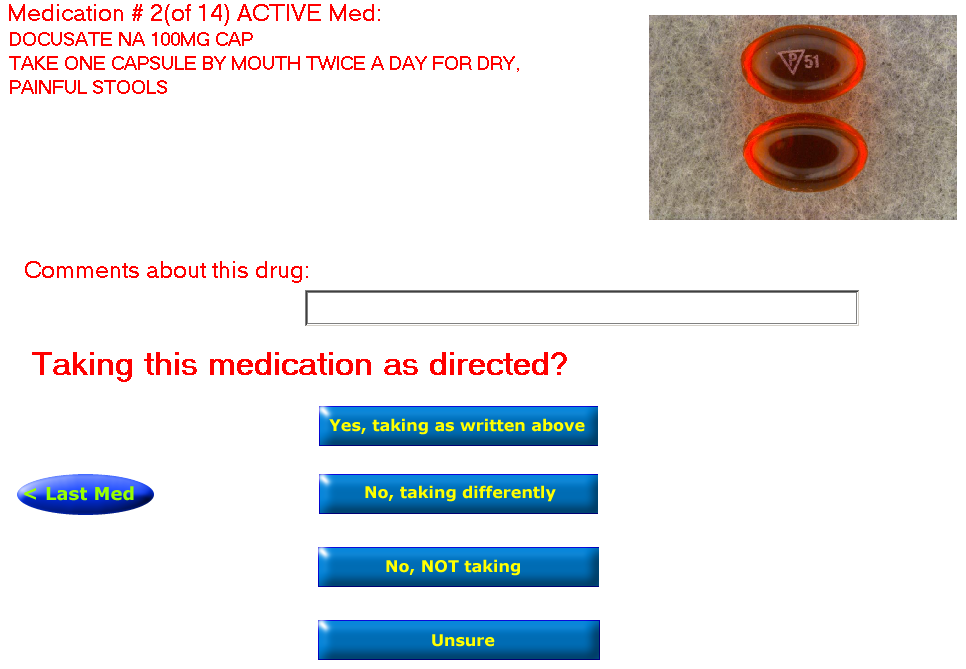 Medication # 2(of 14) ACTIVE Med:
DOCUSATE NA 100MG CAP
TAKE ONE CAPSULE BY MOUTH TWICE A DAY FOR DRY,
PAINFUL STOOLS
P 51
Comments about this drug:
Taking this medication as directed?
Yes, taking as written above
< Last Med
No, taking differently
No, NOT taking
Unsure